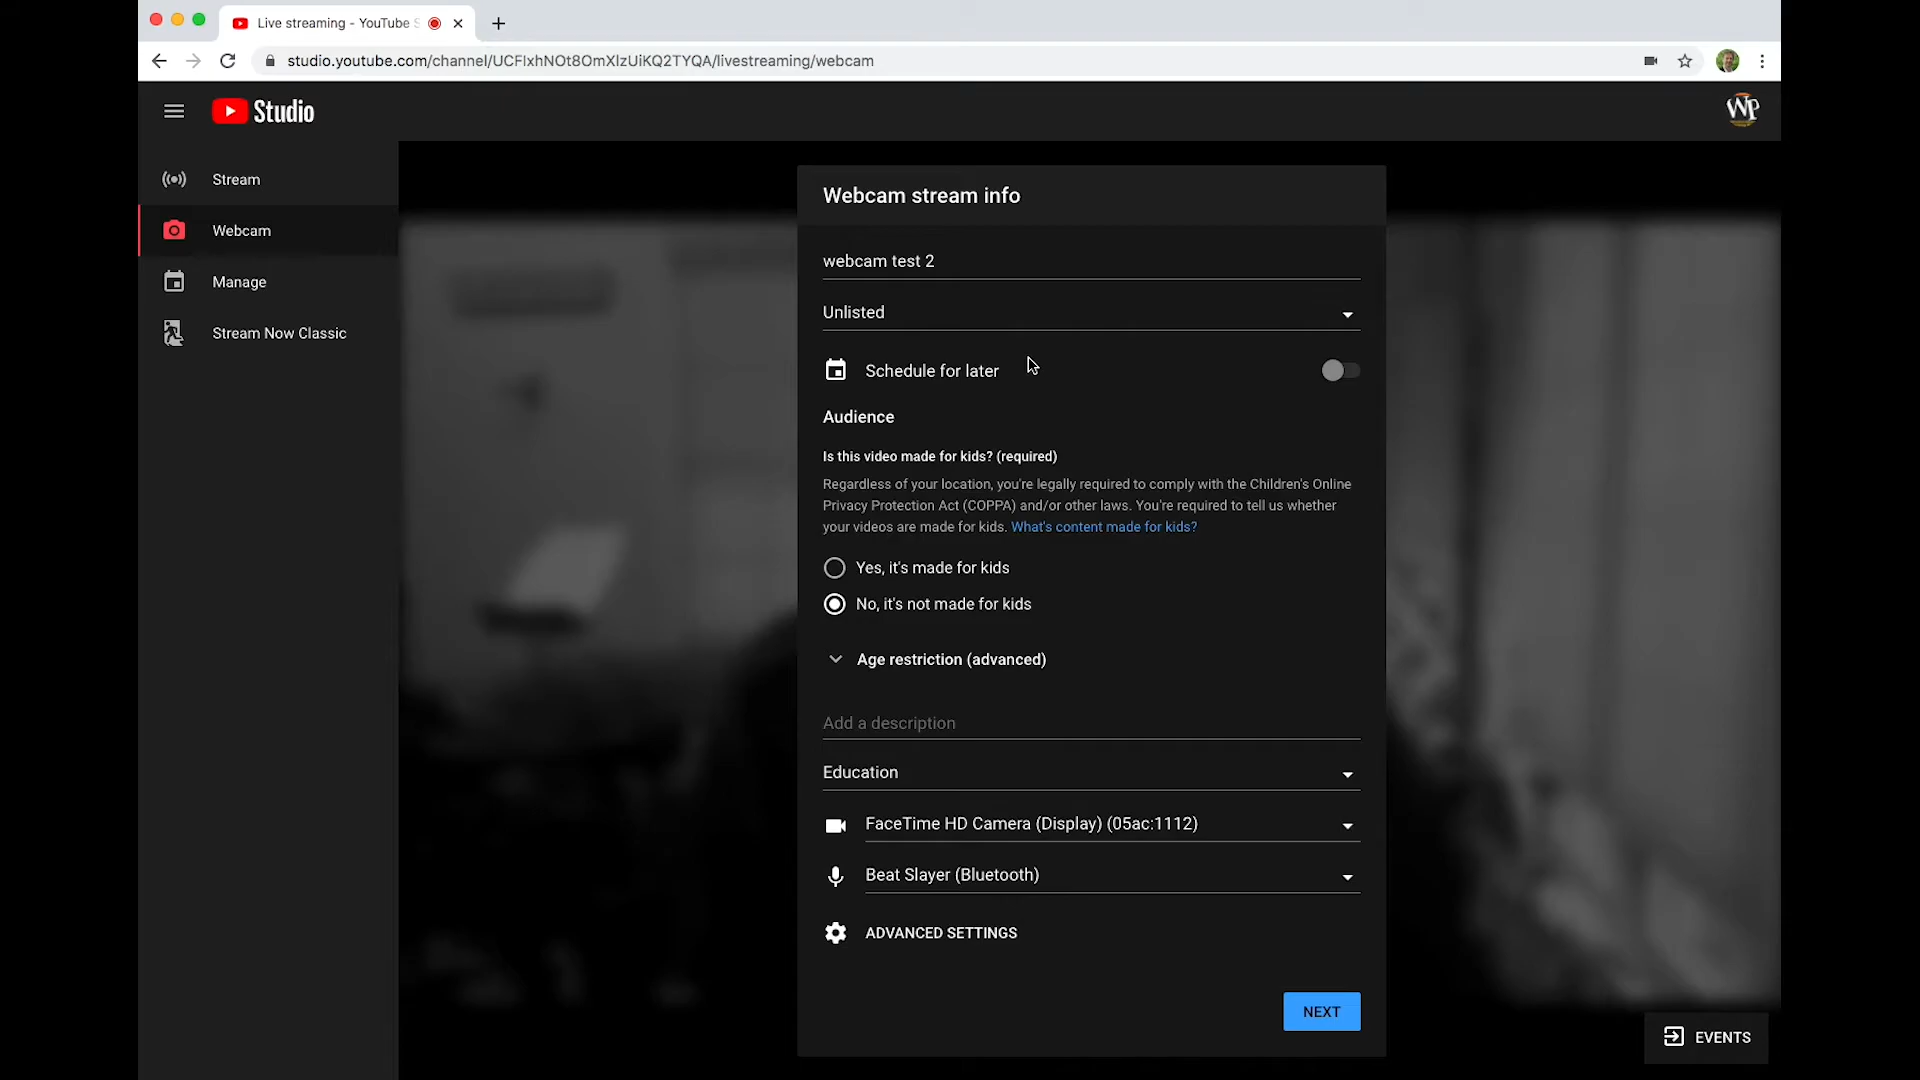 Live streaming - YouTube S
studio.youtube.com/channel/UCFIxhNOt8OmXIzUiKQ2TYQA/livestreaming/webcam
Studio
WP
Stream
Webcam
Manage
Stream Now Classic
Webcam stream info
webcam test 2
Unlisted
Schedule for later
Audience
Is this video made for kids? (required)
Regardless of your location, you're legally required to comply with the Children's Online
Privacy Protection Act (COPPA) and/or other laws. You're required to tell us whether
your videos are made for kids. What's content made for kids?
Yes, it's made for kids
No, it's not made for kids
Age restriction (advanced)
Add a description
Education
FaceTime HD Camera (Display) (05ac:1112)
Beat Slayer (Bluetooth)
ADVANCED SETTINGS
NEXT
EVENTS